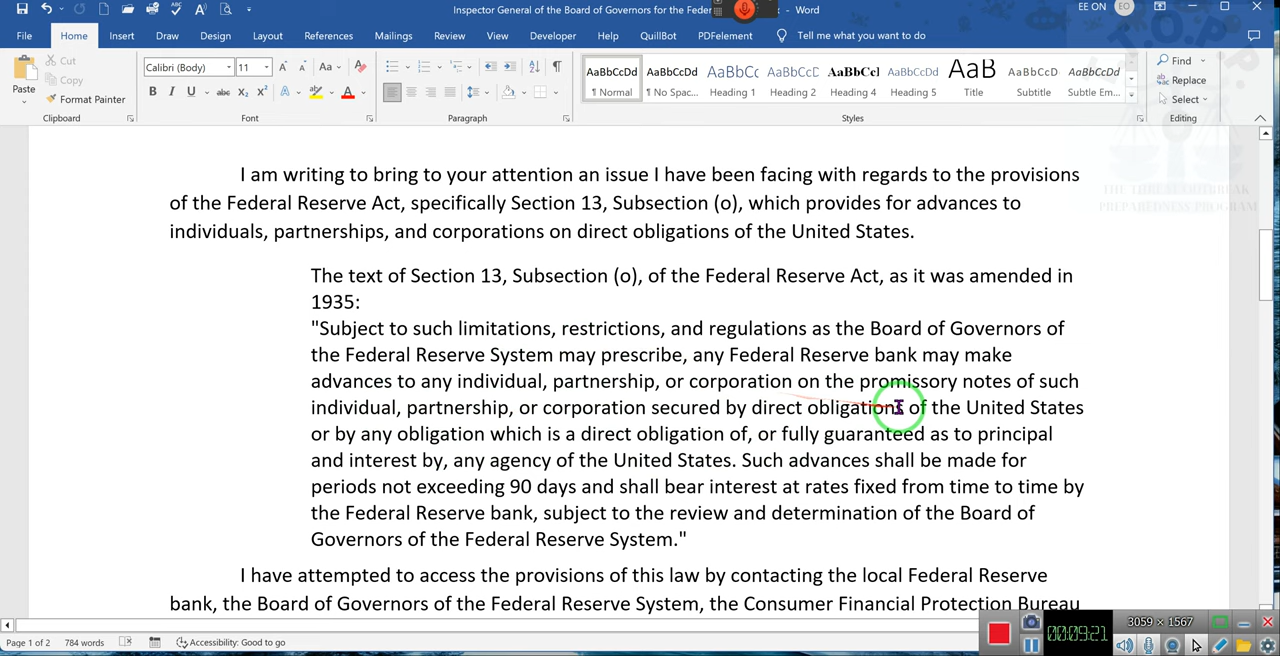 Inspector General of the Board of Governors for the Feder
- Word
EE ON
EO
File Home Insert Draw Design Layout References Mailings Review View Developer Help QuillBot PDFelement Tell me what you want to do
Paste
Cut
Copy
Format Painter
Clipboard
Calibri (Body) 11
Font
Paragraph
AaBbCcDd AaBbCcDd AaBbCc AaBbCcD AaBbCc AaBbCcDd AaB AaBbCcDd AaBbCcDd
¶ Normal ¶ No Spac... Heading 1 Heading 2 Heading 4 Heading 5 Title Subtitle Subtle Em...
Styles
Find
Replace
Select
Editing
PREPAREDNESS PROGRAM
I am writing to bring to your attention an issue I have been facing with regards to the provisions
of the Federal Reserve Act, specifically Section 13, Subsection (o), which provides for advances to
individuals, partnerships, and corporations on direct obligations of the United States.
The text of Section 13, Subsection (o), of the Federal Reserve Act, as it was amended in
1935:
"Subject to such limitations, restrictions, and regulations as the Board of Governors of
the Federal Reserve System may prescribe, any Federal Reserve bank may make
advances to any individual, partnership, or corporation on the promissory notes of such
individual, partnership, or corporation secured by direct obligations of the United States
or by any obligation which is a direct obligation of, or fully guaranteed as to principal
and interest by, any agency of the United States. Such advances shall be made for
periods not exceeding 90 days and shall bear interest at rates fixed from time to time by
the Federal Reserve bank, subject to the review and determination of the Board of
Governors of the Federal Reserve System."
I have attempted to access the provisions of this law by contacting the local Federal Reserve
bank, the Board of Governors of the Federal Reserve System, the Consumer Financial Protection Bureau
Page 1 of 2 784 words Accessibility: Good to go
00:09:21
3059 × 1567